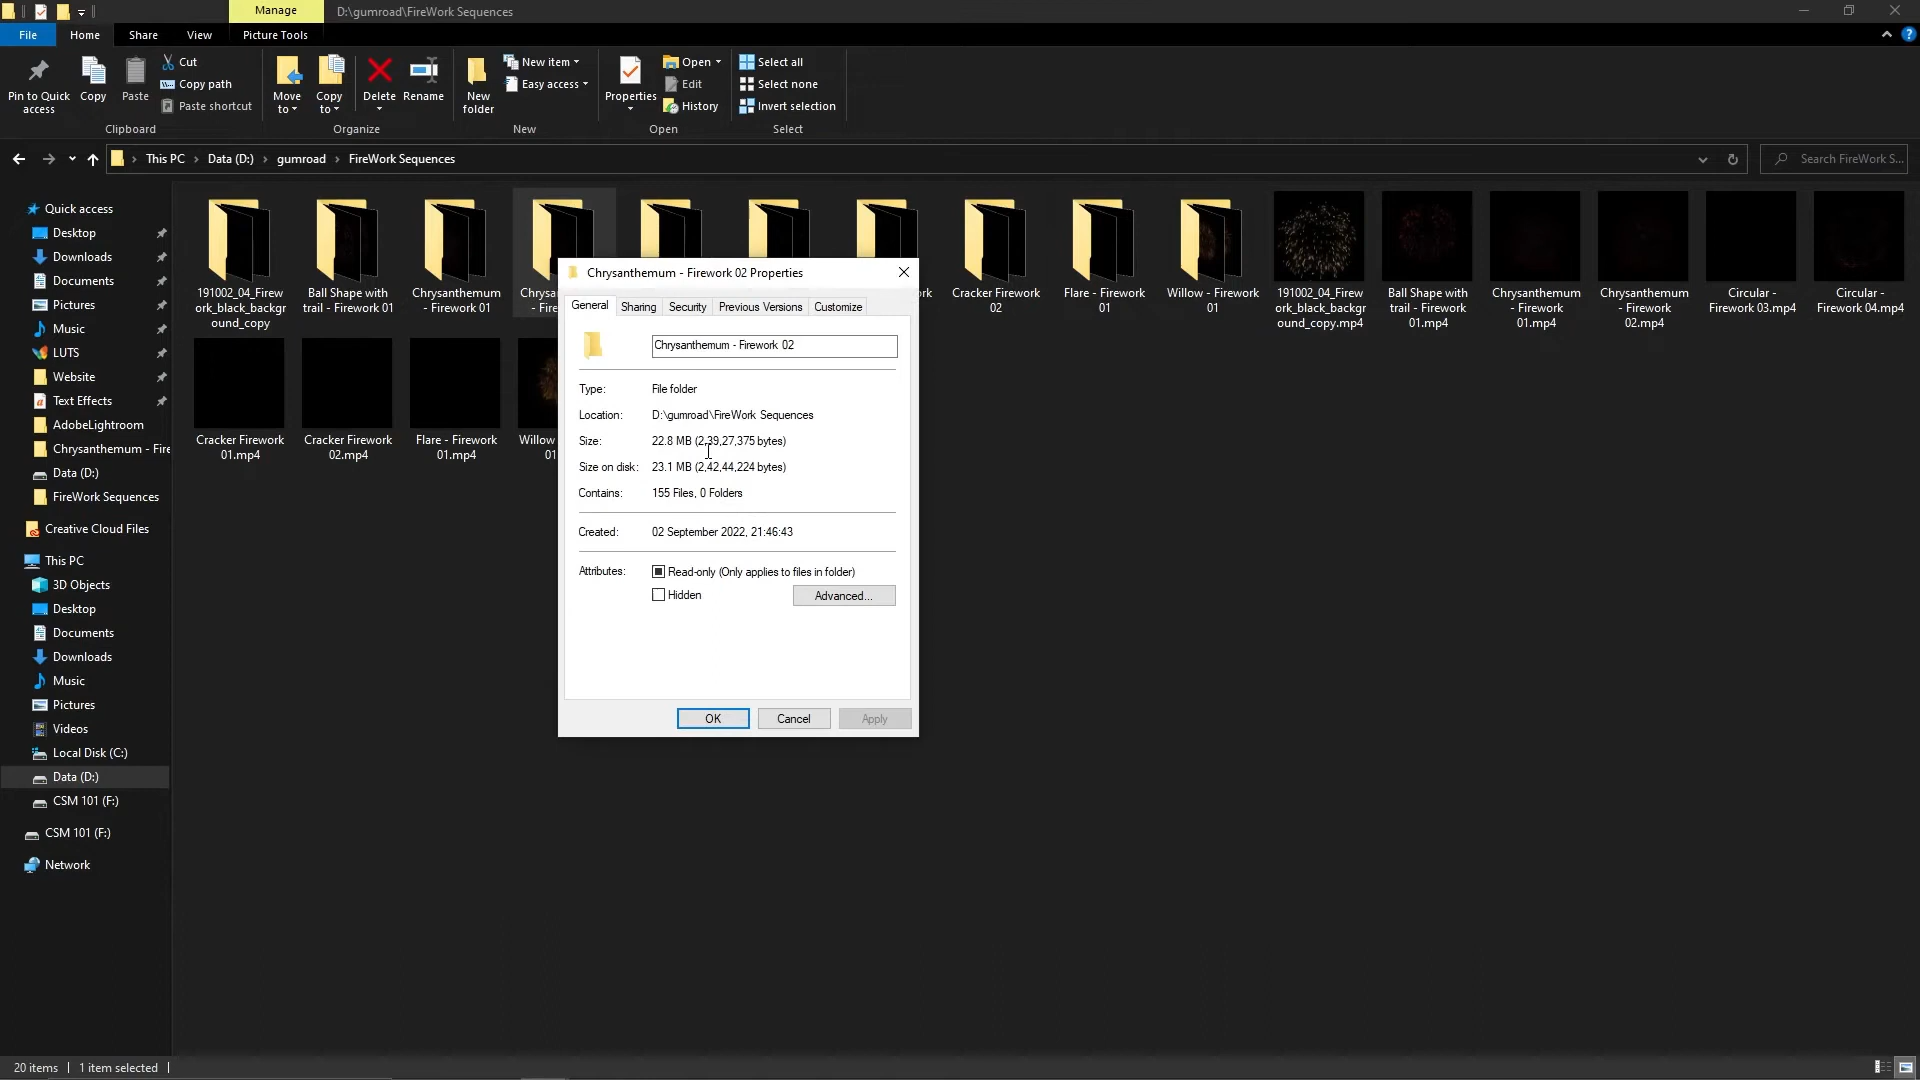 Manage
D:\gumroad\FireWork Sequences
File
Home
Share
View
Picture Tools
Pin to Quick
access
Copy
Paste
Cut
Copy path
Paste shortcut
Clipboard
Move
to
Copy
to
Delete
Rename
Organize
New
folder
New item
Easy access
New
Properties
Open
Edit
History
Open
Select all
Select none
Invert selection
Select
This PC
Data (D:)
gumroad
FireWork Sequences
Search FireWork S...
Quick access
Desktop
Downloads
Documents
Pictures
Music
LUTS
Website
Text Effects
AdobeLightroom
Chrysanthemum - Fire
Data (D:)
FireWork Sequences
Creative Cloud Files
This PC
3D Objects
Desktop
Documents
Downloads
Music
Pictures
Videos
Local Disk (C:)
Data (D:)
CSM 101 (F:)
CSM 101 (F:)
Network
191002_04_Firew
ork_black_backgr
ound_copy
Ball Shape with
trail - Firework 01
Chrysanthemum
- Firework 01
Chrysa
- Fire
ork
Cracker Firework
02
Flare - Firework
01
Willow - Firework
01
191002_04_Firew
ork_black_backgr
ound_copy.mp4
Ball Shape with
trail - Firework
01.mp4
Chrysanthemum
- Firework
01.mp4
Chrysanthemum
- Firework
02.mp4
Circular -
Firework 03.mp4
Circular -
Firework 04.mp4
Cracker Firework
01.mp4
Cracker Firework
02.mp4
Flare - Firework
01.mp4
Willow
01
Chrysanthemum - Firework 02 Properties
General
Sharing
Security
Previous Versions
Customize
Chrysanthemum - Firework 02
Type: File folder
Location: D:\gumroad\FireWork Sequences
Size: 22.8 MB (2,39,27,375 bytes)
Size on disk: 23.1 MB (2,42,44,224 bytes)
Contains: 155 Files, 0 Folders
Created: 02 September 2022, 21:46:43
Attributes: Read-only (Only applies to files in folder)
Hidden
Advanced...
OK
Cancel
Apply
20 items
1 item selected